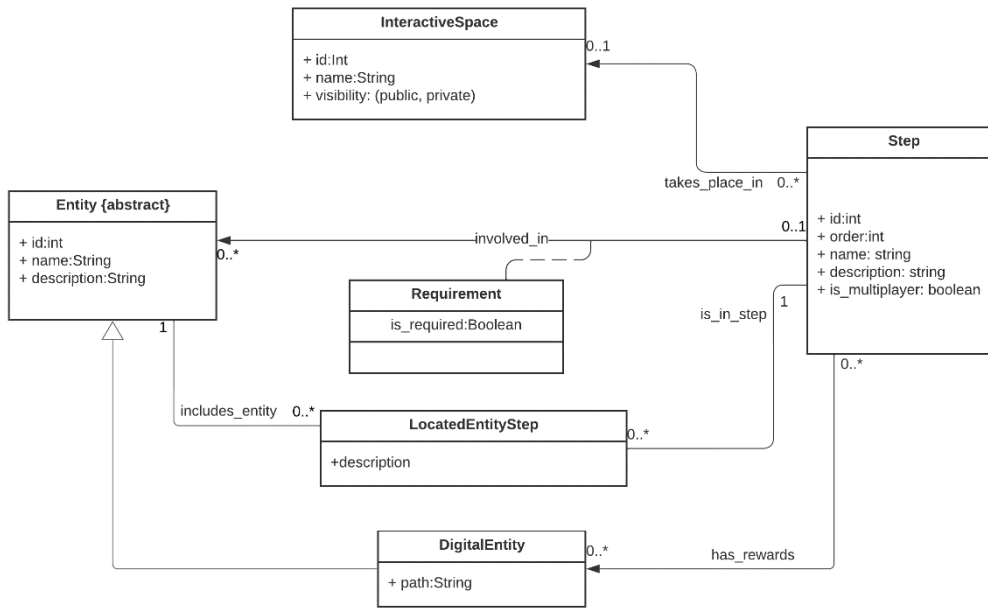 InteractiveSpace
+ id:Int
+ name:String
+ visibility: (public, private)
0..1
takes_place_in 0..*
Step
+ id:int
+ order:int
+ name: string
+ description: string
+ is_multiplayer: boolean
Entity {abstract}
+ id:int
+ name:String
+ description:String
0..*
involved_in
0..1
Requirement
is_required:Boolean
1
includes_entity 0..*
LocatedEntityStep
+description
0..*
is_in_step
1
0..*
DigitalEntity
+ path:String
0..*
has_rewards